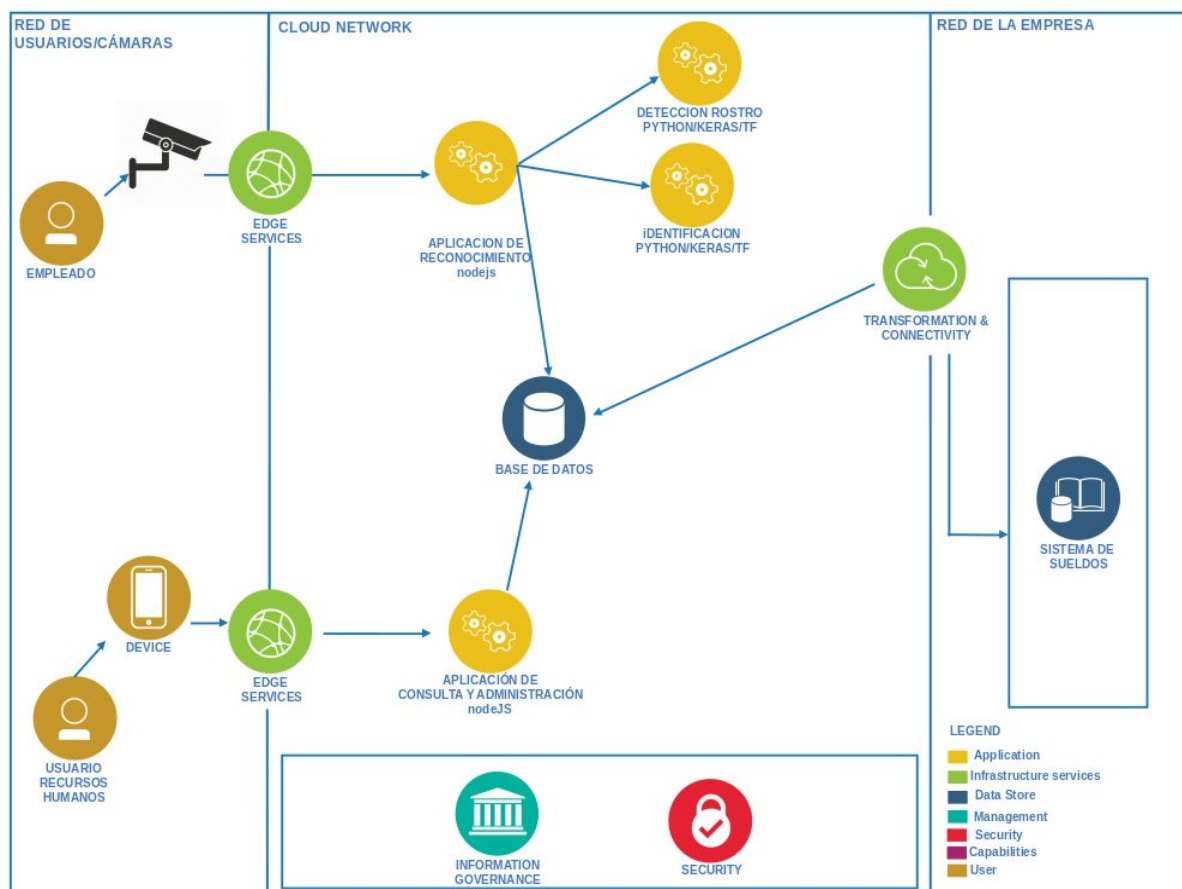 RED DE
USUARIOS/CÁMARAS
CLOUD NETWORK
RED DE LA EMPRESA
DETECCION ROSTRO
PYTHON/KERAS/TF
EDGE
SERVICES
APLICACION DE
RECONOCIMIENTO
nodejs
iDENTIFICACION
PYTHON/KERAS/TF
EMPLEADO
TRANSFORMATION &
CONNECTIVITY
BASE DE DATOS
SISTEMA DE
SUELDOS
DEVICE
EDGE
SERVICES
APLICACIÓN DE
CONSULTA Y ADMINISTRACIÓN
nodeJS
USUARIO
RECURSOS
HUMANOS
INFORMATION
GOVERNANCE
SECURITY
LEGEND
Application
Infrastructure services
Data Store
Management
Security
Capabilities
User